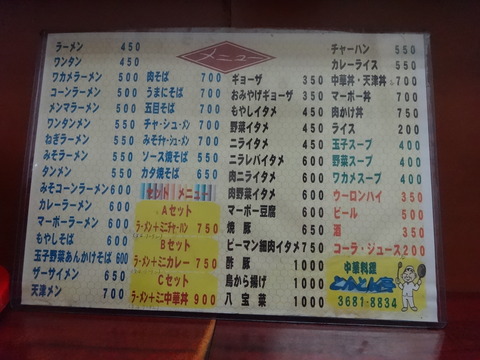 メニュー
ラーメン 450
ワンタン 450
ワカメラーメン 500
コーンラーメン 500
メンマラーメン 500
ワンタンメン 550
ねぎラーメン 550
みそラーメン 550
タンメン 550
みそコーンラーメン 600
カレーラーメン 600
マーボーラーメン 600
もやしそば 600
玉子野菜あんかけそば 600
ザーサイメン 650
天津メン 700
肉そば 700
うまにそば 700
五目そば 700
チャーシューメン 700
みそチャーシューメン 700
ソース焼そば 550
カタ焼そば 650
セットメニュー
Aセット
ラーメン+ミニチャーハン 750
Bセット
ラーメン+ミニカレー 750
Cセット
ラーメン+ミニ中華丼 900
ギョーザ 350
おみやげギョーザ 350
もやしイタメ 450
野菜イタメ 450
ニライタメ 450
ニラレバイタメ 600
肉ニライタメ 600
肉野菜イタメ 600
マーボー豆腐 600
焼豚 750
ピーマン細肉イタメ 750
酢豚 1000
鳥から揚げ 1000
八宝菜 1000
チャーハン 550
カレーライス 550
中華丼・天津丼 700
マーボー丼 700
肉かけ丼 750
ライス 200
玉子スープ 400
野菜スープ 400
ワカメスープ 400
ウーロンハイ 350
ビール 500
酒 350
コーラ・ジュース 200
中華料理
とんとん亭
3681-8834